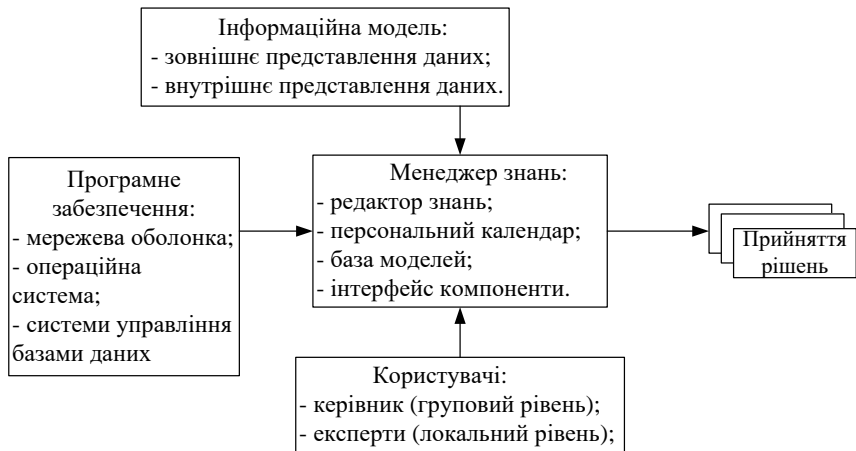 Інформаційна модель:
- зовнішнє представлення даних;
- внутрішнє представлення даних.
Програмне
забезпечення:
- мережева оболонка;
- операційна
система;
- системи управління
базами даних
Менеджер знань:
- редактор знань;
- персональний календар;
- база моделей;
- інтерфейс компоненти.
Прийняття
рішень
Користувачі:
- керівник (груповий рівень);
- експерти (локальний рівень);